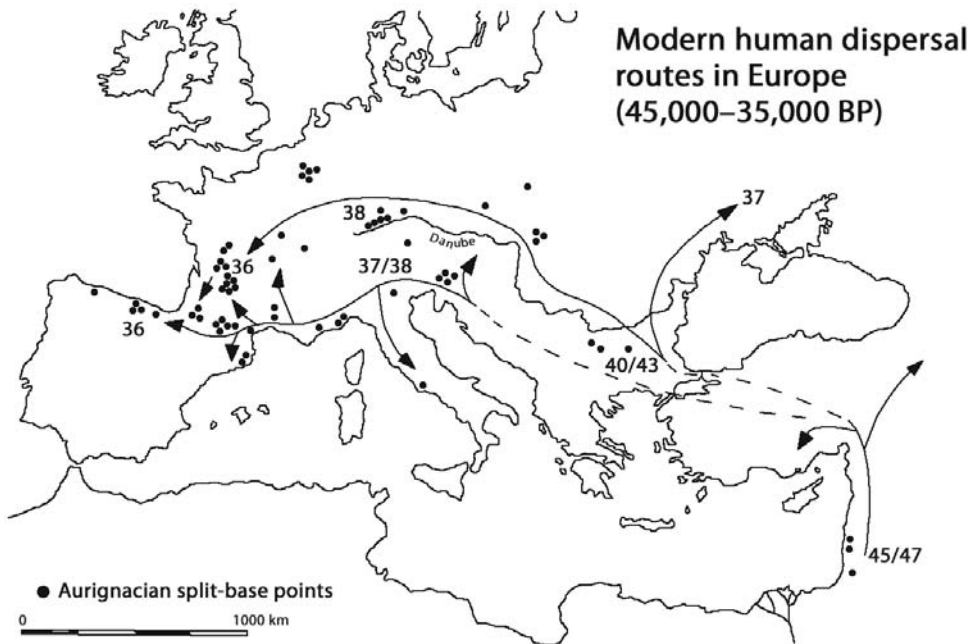 Modern human dispersal
routes in Europe
(45,000–35,000 BP)
37
38
Danube
36
37/38
36
40/43
45/47
Aurignacian split-base points
0 1000 km